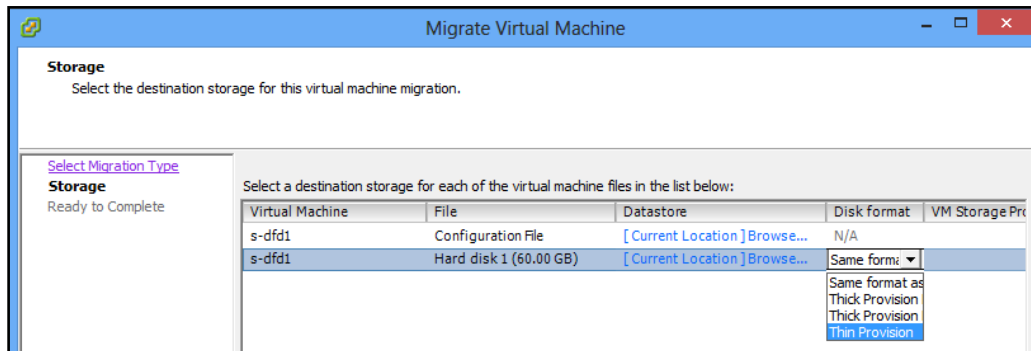 Migrate Virtual Machine
Storage
Select the destination storage for this virtual machine migration.
Select Migration Type
Storage
Ready to Complete
Select a destination storage for each of the virtual machine files in the list below:
Virtual Machine File Datastore Disk format VM Storage Pro
s-dfd1 Configuration File [ Current Location ] Browse... N/A
s-dfd1 Hard disk 1 (60.00 GB) [ Current Location ] Browse... Same forma
Same format as
Thick Provision
Thick Provision
Thin Provision